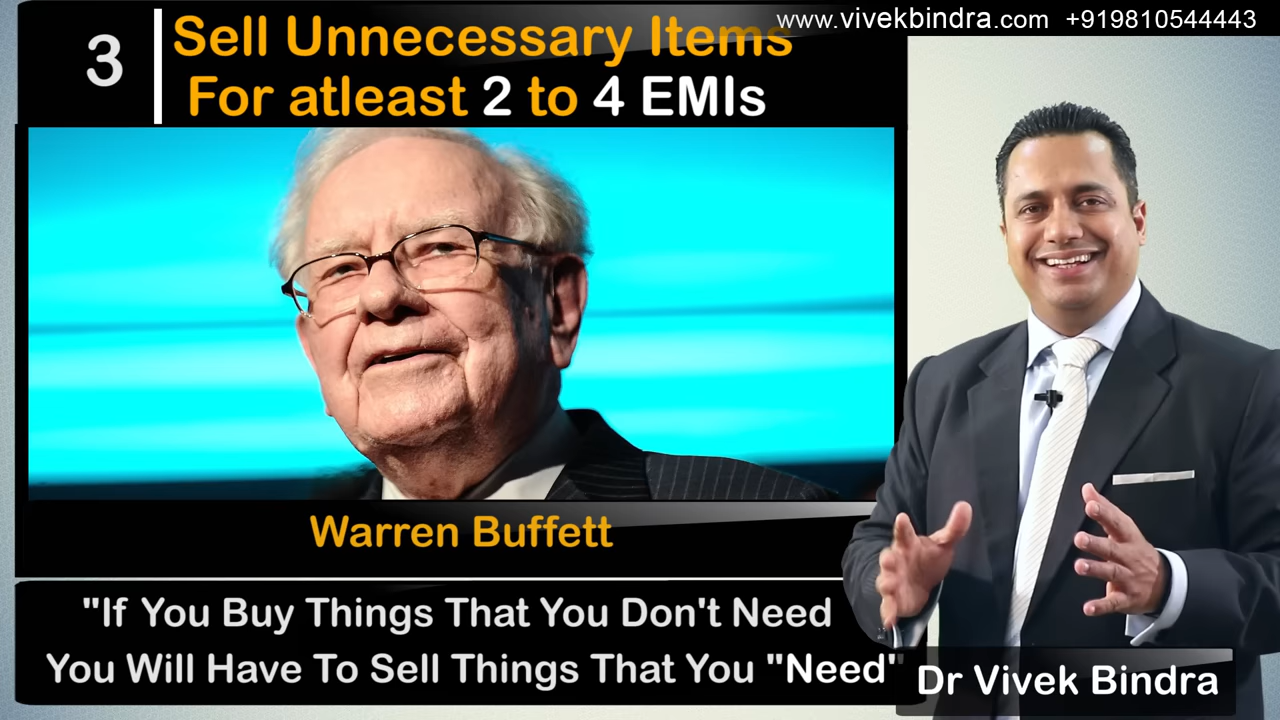 www.vivekbindra.com +919810544443
3
Sell Unnecessary Items
For atleast 2 to 4 EMIs
Warren Buffett
"If You Buy Things That You Don't Need
You Will Have To Sell Things That You "Need"
Dr Vivek Bindra